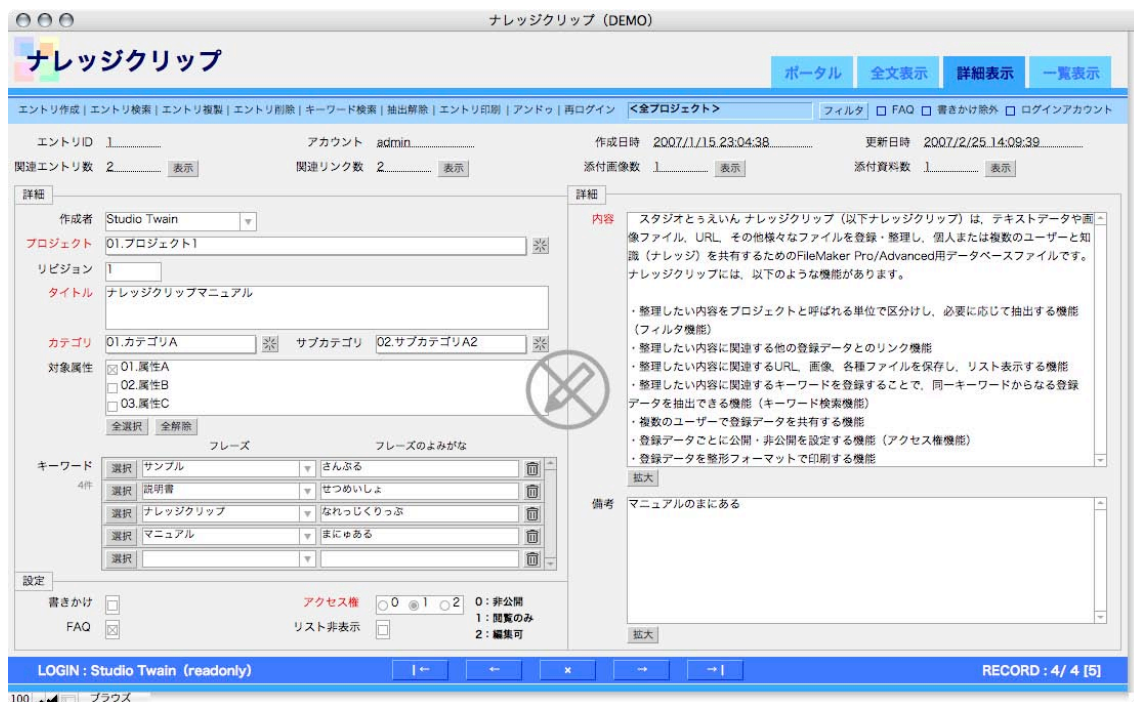 ナレッジクリップ (DEMO)
ナレッジクリップ
ポータル 全文表示 詳細表示 一覧表示
エントリ作成 | エントリ検索 | エントリ複製 | エントリ削除 | キーワード検索 | 抽出解除 | エントリ印刷 | アンドゥ | 再ログイン <全プロジェクト> フィルタ FAQ 書きかけ除外 ログインアカウント
エントリID 1 アカウント admin 作成日時 2007/1/15 23:04:38 更新日時 2007/2/25 14:09:39
関連エントリ数 2 表示 関連リンク数 2 表示 添付画像数 1 表示 添付資料数 1 表示
詳細
作成者 Studio Twain
プロジェクト 01.プロジェクト1
リビジョン 1
タイトル ナレッジクリップマニュアル
カテゴリ 01.カテゴリA サブカテゴリ 02.サブカテゴリA2
対象属性 01.属性A
02.属性B
03.属性C
全選択 全解除
フレーズ フレーズのよみがな
キーワード 選択 サンプル さんぷる
4件 選択 説明書 せつめいしょ
選択 ナレッジクリップ なれっじくりっぷ
選択 マニュアル まにゅある
選択
設定
書きかけ アクセス権 0 1 2 0：非公開
1：閲覧のみ
FAQ リスト非表示 2：編集可
詳細
内容 スタジオとぅえいん ナレッジクリップ（以下ナレッジクリップ）は，テキストデータや画
像ファイル，URL，その他様々なファイルを登録・整理し，個人または複数のユーザーと知
識（ナレッジ）を共有するためのFileMaker Pro/Advanced用データベースファイルです。
ナレッジクリップには，以下のような機能があります。
・整理したい内容をプロジェクトと呼ばれる単位で区分けし，必要に応じて抽出する機能
（フィルタ機能）
・整理したい内容に関連する他の登録データとのリンク機能
・整理したい内容に関連するURL，画像，各種ファイルを保存し，リスト表示する機能
・整理したい内容に関連するキーワードを登録することで，同一キーワードからなる登録
データを抽出できる機能（キーワード検索機能）
・複数のユーザーで登録データを共有する機能
・登録データごとに公開・非公開を設定する機能（アクセス権機能）
・登録データを整形フォーマットで印刷する機能
拡大
備考 マニュアルのまにある
拡大
LOGIN : Studio Twain (readonly) |← ← × → →| RECORD : 4/ 4 [5]
100 ブラウズ